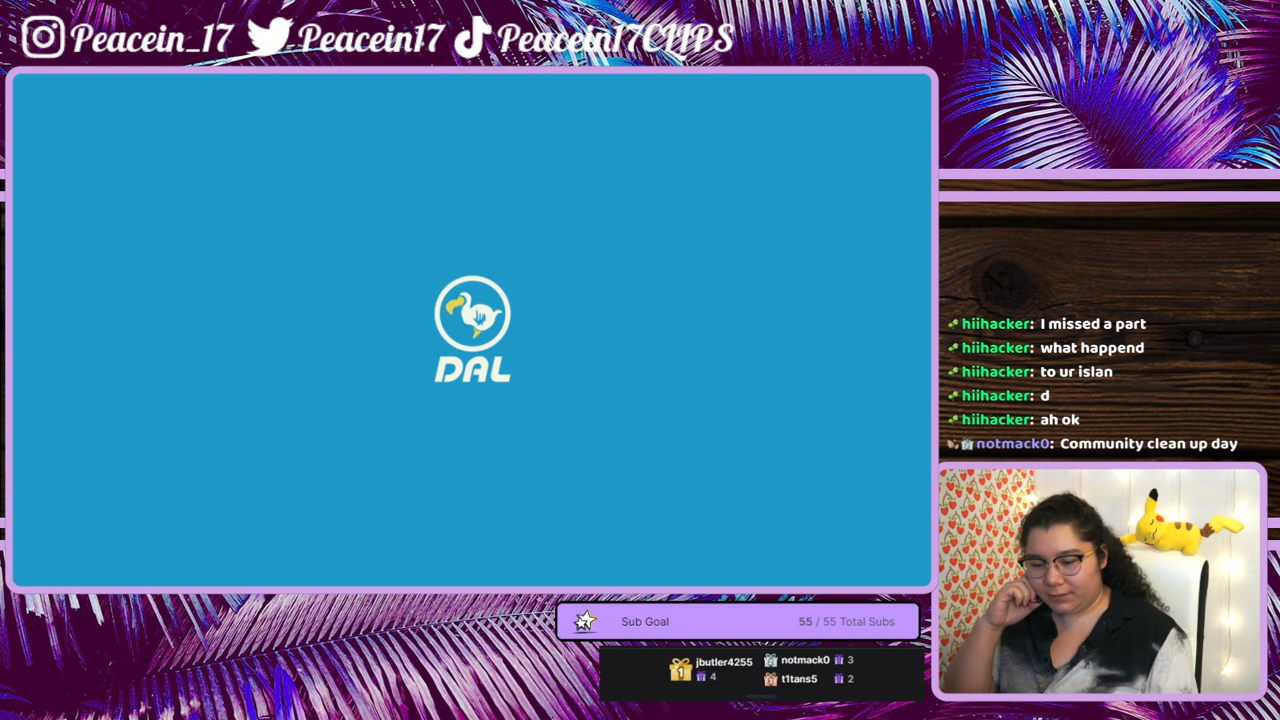 Peacein_17 Peacein17 Peacein17CLIPS
DAL
hiihacker: I missed a part
hiihacker: what happend
hiihacker: to ur islan
hiihacker: d
hiihacker: ah ok
notmack0: Community clean up day
Sub Goal 55 / 55 Total Subs
1 jbutler4255 4
notmack0 3
t1tans5 2